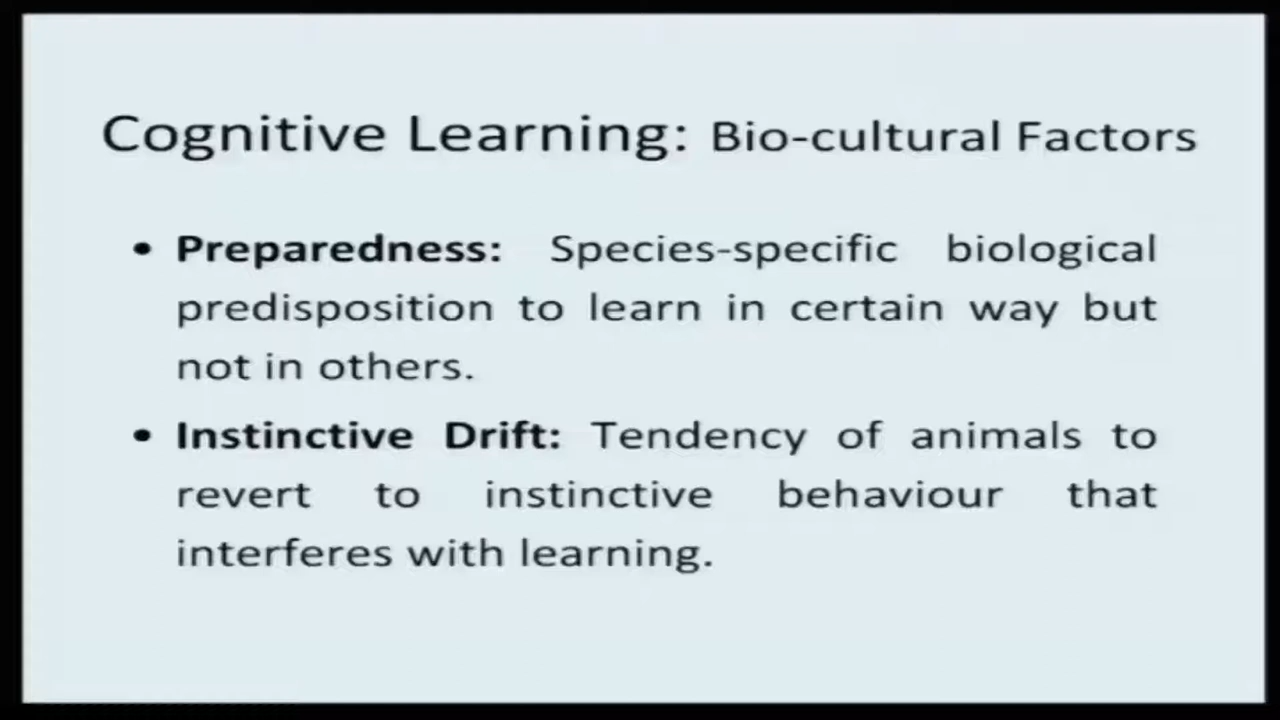 Cognitive Learning: Bio-cultural Factors
• Preparedness: Species-specific biological
predisposition to learn in certain way but
not in others.
• Instinctive Drift: Tendency of animals to
revert to instinctive behaviour that
interferes with learning.